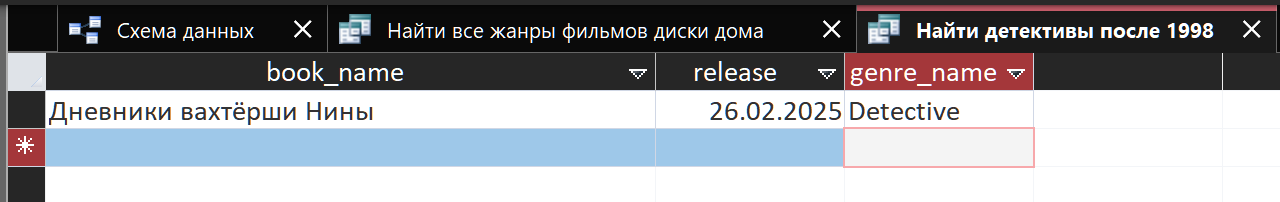 Схема данных Найти все жанры фильмов диски дома Найти детективы после 1998
book_name release genre_name
Дневники вахтёрши Нины 26.02.2025 Detective